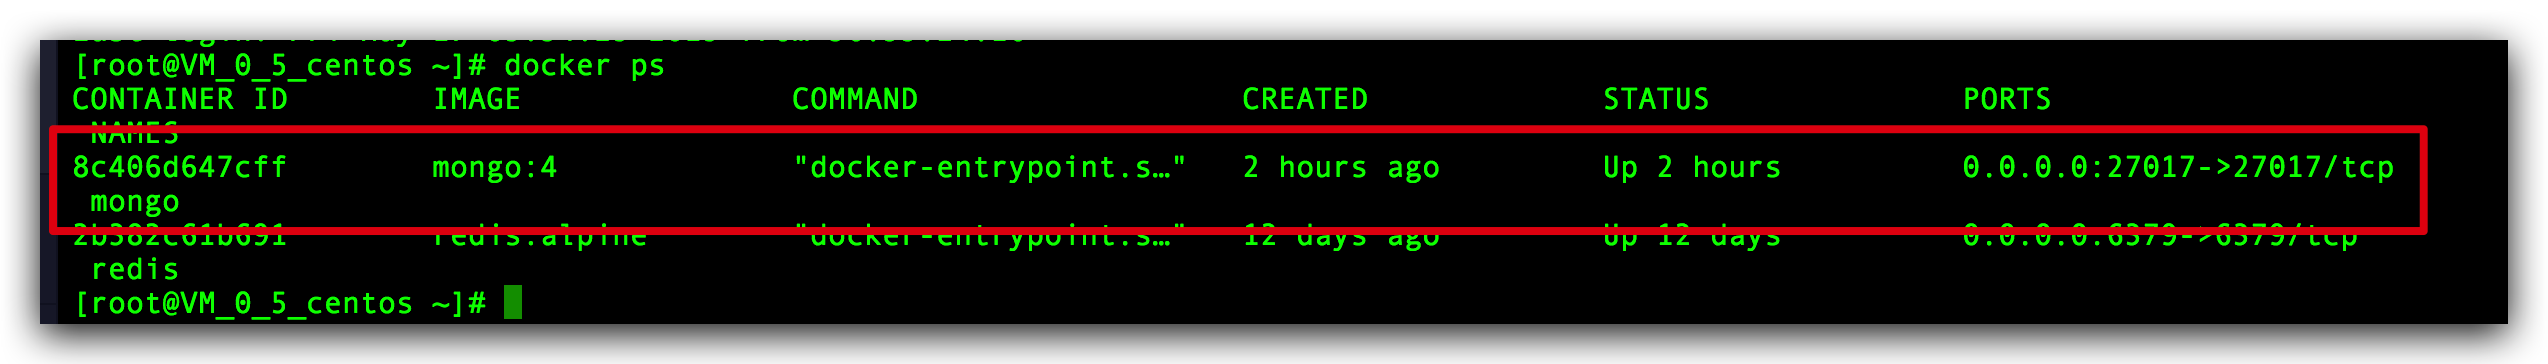 [root@VM_0_5_centos ~]# docker ps
CONTAINER ID IMAGE COMMAND CREATED STATUS PORTS
NAMES
8c406d647cff mongo:4 "docker-entrypoint.s…" 2 hours ago Up 2 hours 0.0.0.0:27017->27017/tcp
mongo
2b382c61b691 redis:alpine "docker-entrypoint.s…" 12 days ago Up 12 days 0.0.0.0:6379->6379/tcp
redis
[root@VM_0_5_centos ~]#